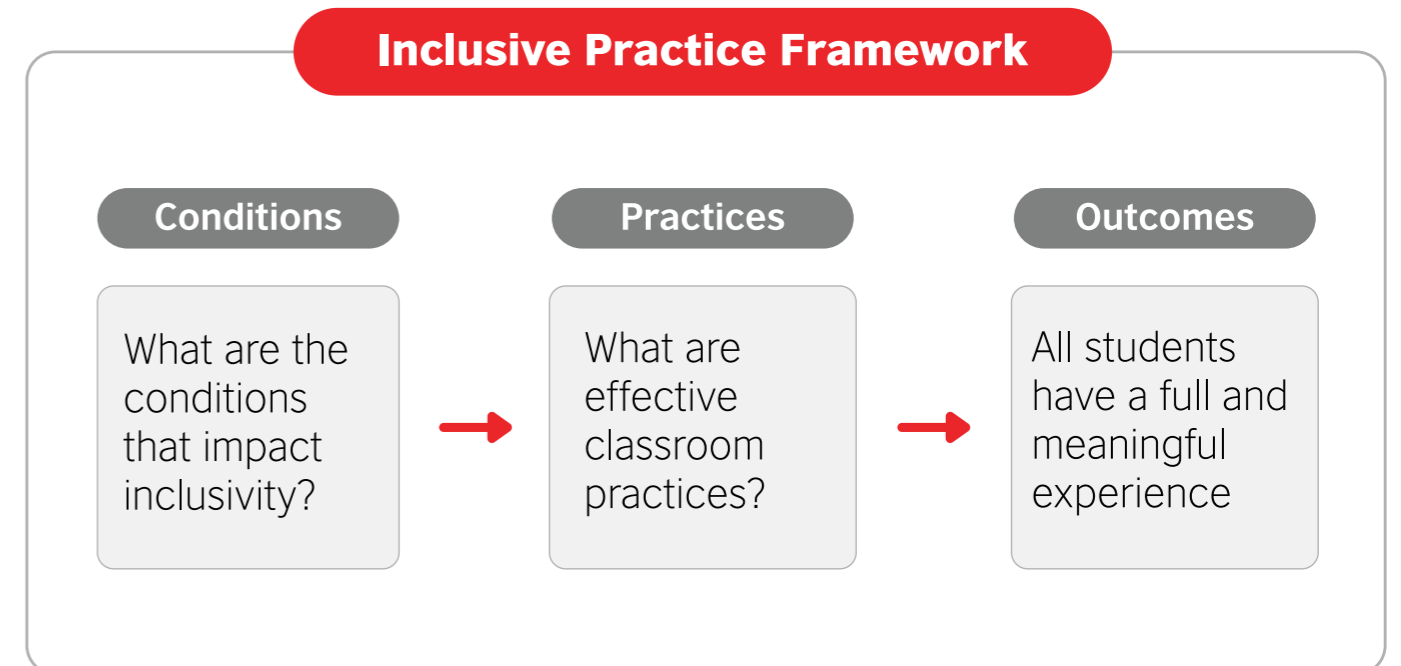 Inclusive Practice Framework
Conditions
What are the
conditions
that impact
inclusivity?
Practices
What are
effective
classroom
practices?
Outcomes
All students
have a full and
meaningful
experience